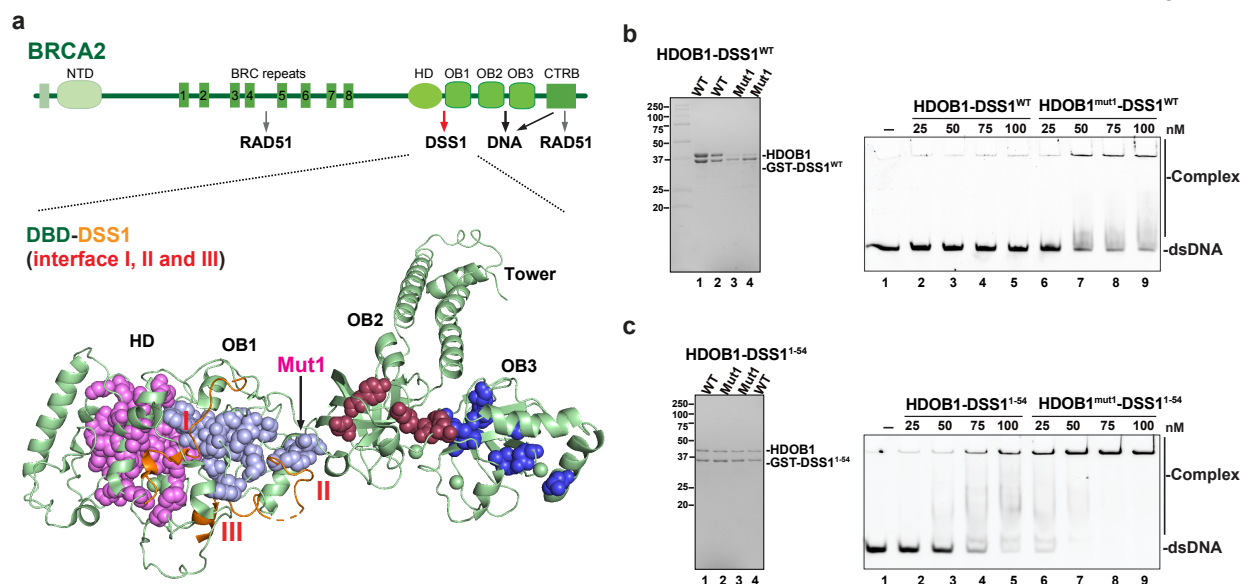 a
BRCA2
NTD
BRC repeats
HD
OB1
OB2
OB3
CTRB
1 2 3 4 5 6 7 8
RAD51
DSS1
DNA
RAD51
DBD-DSS1
(interface I, II and III)
Tower
HD
OB1
OB2
OB3
Mut1
I
II
III
b
HDOB1-DSS1WT
WT WT Mut1 Mut1
250
100
75
50
37
25
20
-HDOB1
-GST-DSS1WT
1 2 3 4
HDOB1-DSS1WT HDOB1mut1-DSS1WT
– 25 50 75 100 25 50 75 100 nM
-Complex
-dsDNA
1 2 3 4 5 6 7 8 9
c
HDOB1-DSS11-54
WT Mut1 Mut1 WT
250
100
75
50
37
25
20
-HDOB1
-GST-DSS11-54
1 2 3 4
HDOB1-DSS11-54 HDOB1mut1-DSS11-54
– 25 50 75 100 25 50 75 100 nM
-Complex
-dsDNA
1 2 3 4 5 6 7 8 9